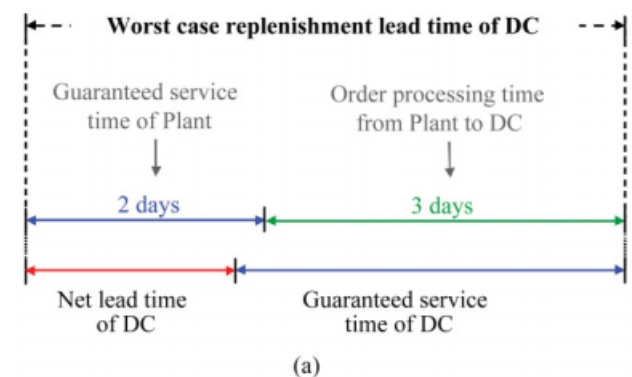 Worst case replenishment lead time of DC
Guaranteed service
time of Plant
Order processing time
from Plant to DC
2 days
3 days
Net lead time
of DC
Guaranteed service
time of DC
(a)